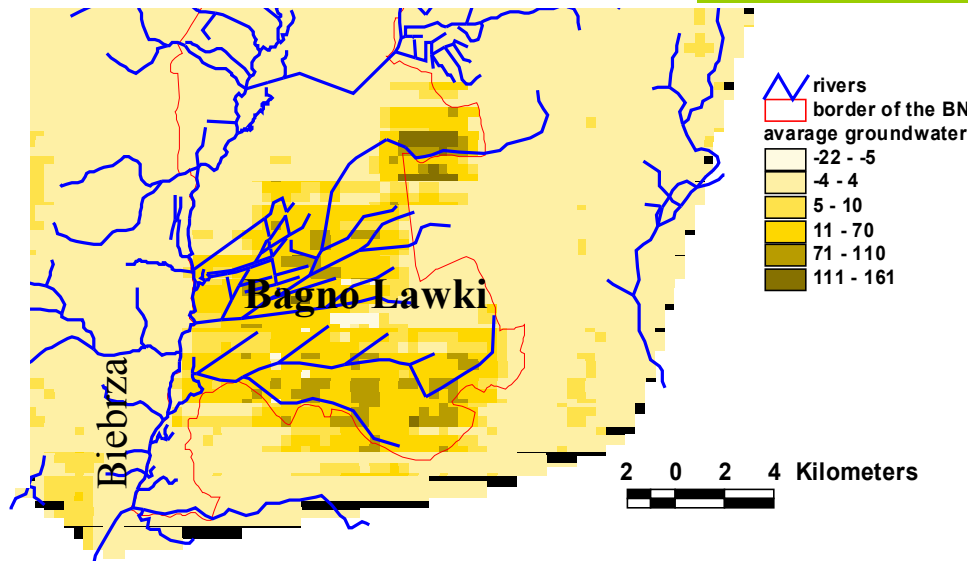 rivers
border of the BN
avarage groundwater
-22 - -5
-4 - 4
5 - 10
11 - 70
71 - 110
111 - 161
Bagno Lawki
Biebrza
2 0 2 4 Kilometers